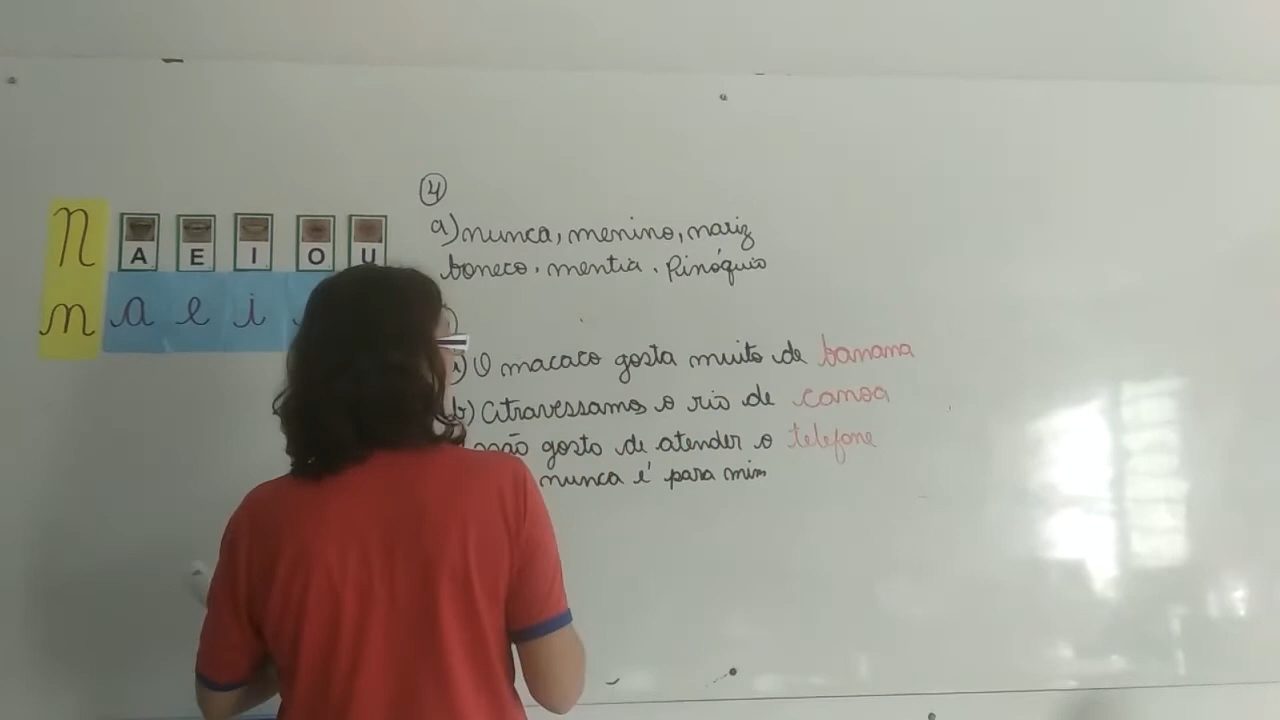 N A E I O U
n a e i
4
a) nunca, menino, nariz
boneco, mentia, Pinóquio
) O macaco gosta muito de banana
b) Atravessamos o rio de canoa
não gosto de atender o telefone
nunca é para mim